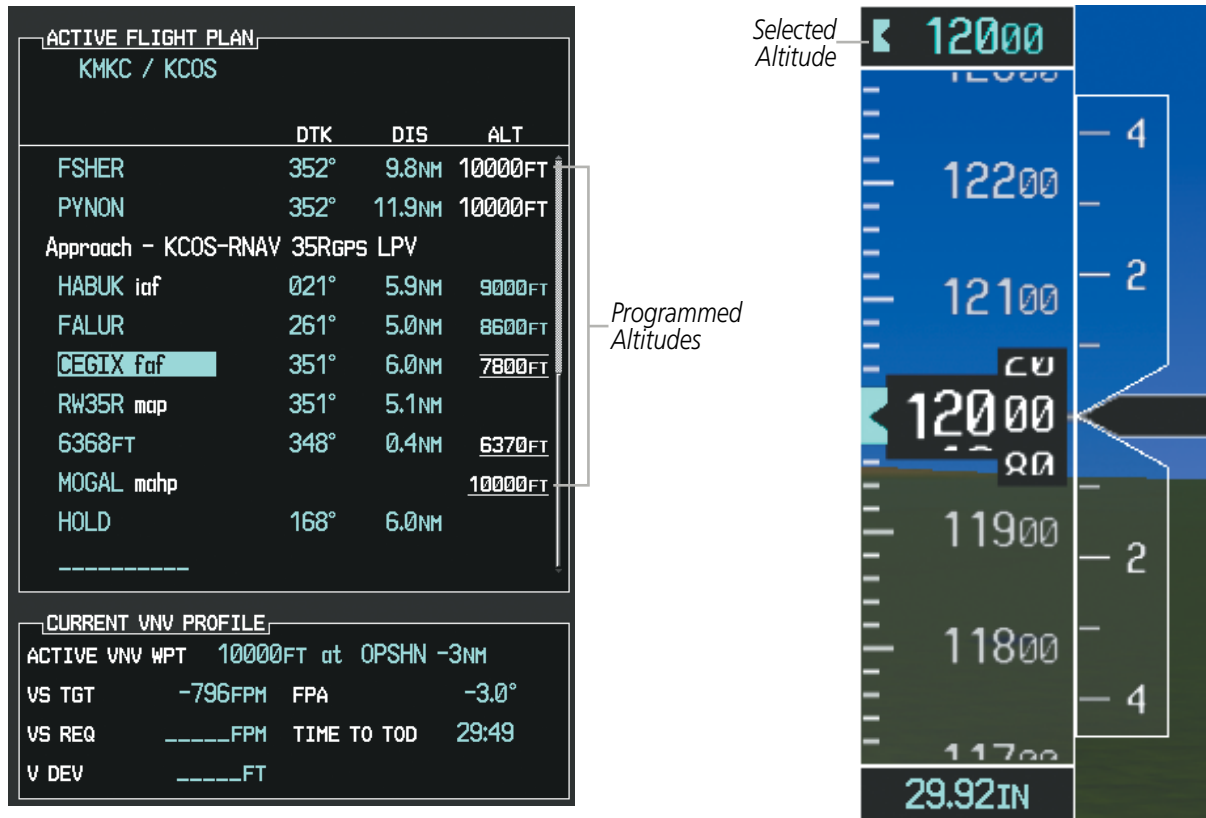 ACTIVE FLIGHT PLAN
KMKC / KCOS
DTK DIS ALT
FSHER 352° 9.8NM 10000FT
PYNON 352° 11.9NM 10000FT
Approach – KCOS-RNAV 35RGPS LPV
HABUK iaf 021° 5.9NM 9000FT
FALUR 261° 5.0NM 8600FT
CEGIX faf 351° 6.0NM 7800FT
RW35R map 351° 5.1NM
6368FT 348° 0.4NM 6370FT
MOGAL mahp 10000FT
HOLD 168° 6.0NM
__________
CURRENT VNV PROFILE
ACTIVE VNV WPT 10000FT at OPSHN -3NM
VS TGT -796FPM FPA -3.0°
VS REQ _____FPM TIME TO TOD 29:49
V DEV _____FT
Programmed
Altitudes
Selected
Altitude
12000
4
12200
12100
2
20
12000
80
11900
2
11800
4
29.92IN